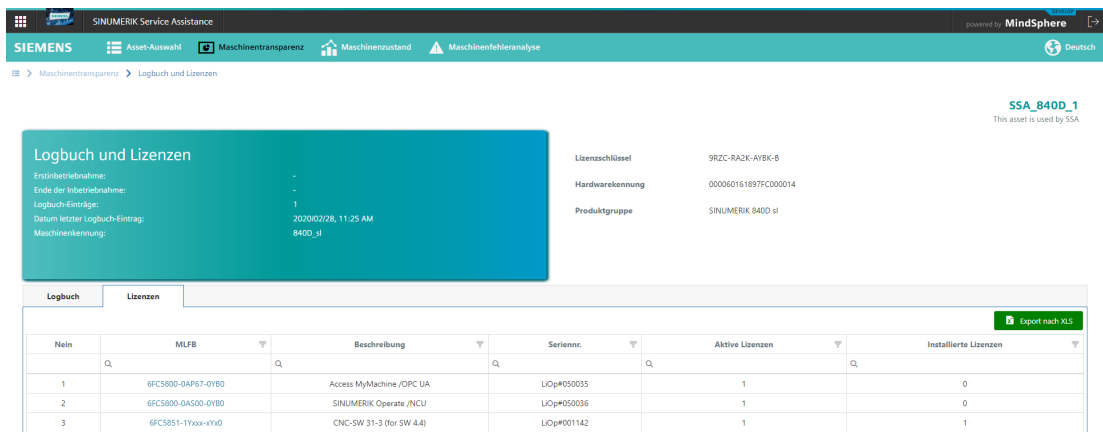 SIEMENS
SINUMERIK Service Assistance
DEVELOP
powered by MindSphere
SIEMENS Asset-Auswahl Maschinentransparenz Maschinenzustand Maschinenfehleranalyse Deutsch
Maschinentransparenz Logbuch und Lizenzen
SSA_840D_1
This asset is used by SSA
Logbuch und Lizenzen
Erstinbetriebnahme: -
Ende der Inbetriebnahme: -
Logbuch-Einträge: 1
Datum letzter Logbuch-Eintrag: 2020/02/28, 11:25 AM
Maschinenkennung: 840D_sl
Lizenzschlüssel 9RZC-RA2K-AYBK-B
Hardwarekennung 000060161897FC000014
Produktgruppe SINUMERIK 840D sl
Logbuch Lizenzen
Export nach XLS
Nein MLFB Beschreibung Seriennr. Aktive Lizenzen Installierte Lizenzen
1 6FC5800-0AP67-0YB0 Access MyMachine /OPC UA LiOp#050035 1 0
2 6FC5800-0AS00-0YB0 SINUMERIK Operate /NCU LiOp#050036 1 0
3 6FC5851-1Yxxx-xYx0 CNC-SW 31-3 (for SW 4.4) LiOp#001142 1 1